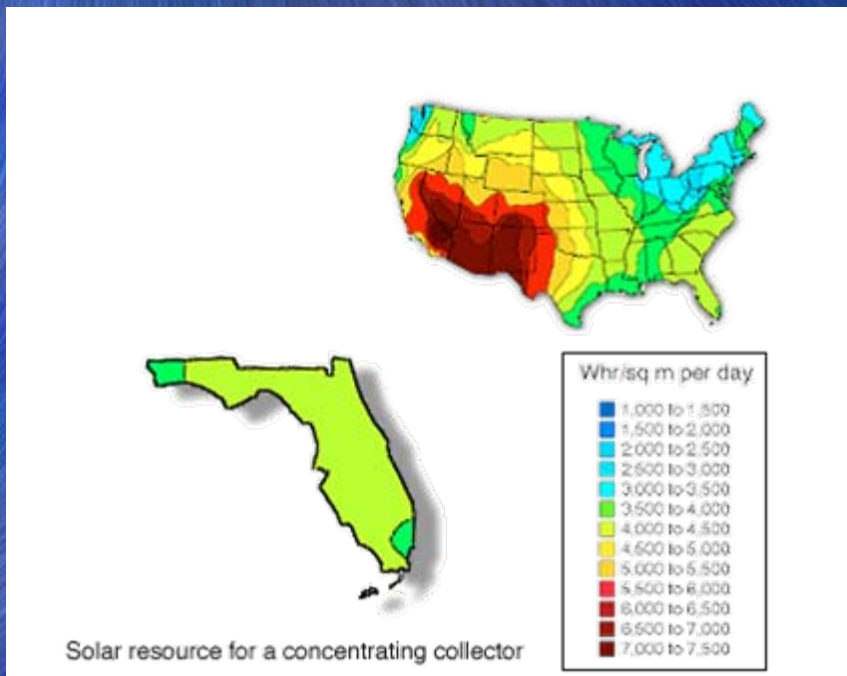 Whr/sq m per day
1,000 to 1,500
1,500 to 2,000
2,000 to 2,500
2,500 to 3,000
3,000 to 3,500
3,500 to 4,000
4,000 to 4,500
4,500 to 5,000
5,000 to 5,500
5,500 to 6,000
6,000 to 6,500
6,500 to 7,000
7,000 to 7,500
Solar resource for a concentrating collector